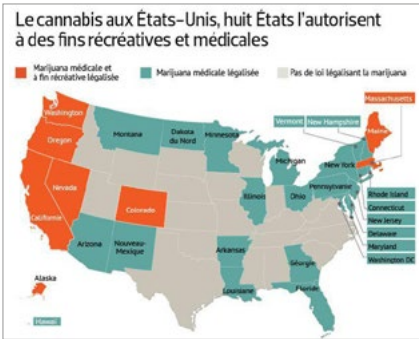 Le cannabis aux États-Unis, huit États l'autorisent
à des fins récréatives et médicales
Marijuana médicale et
à fin récréative légalisée
Marijuana médicale légalisée
Pas de loi légalisant la marijuana
Massachusetts
Washington
Vermont
New Hampshire
Maine
Montana
Dakota
du Nord
Minnesota
Oregon
Michigan
New York
Nevada
Illinois
Ohio
Pennsylvanie
Rhode Island
Californie
Colorado
Connecticut
New Jersey
Arizona
Nouveau-
Mexique
Arkansas
Delaware
Maryland
Géorgie
Washington DC
Alaska
Louisiane
Floride
Hawaï